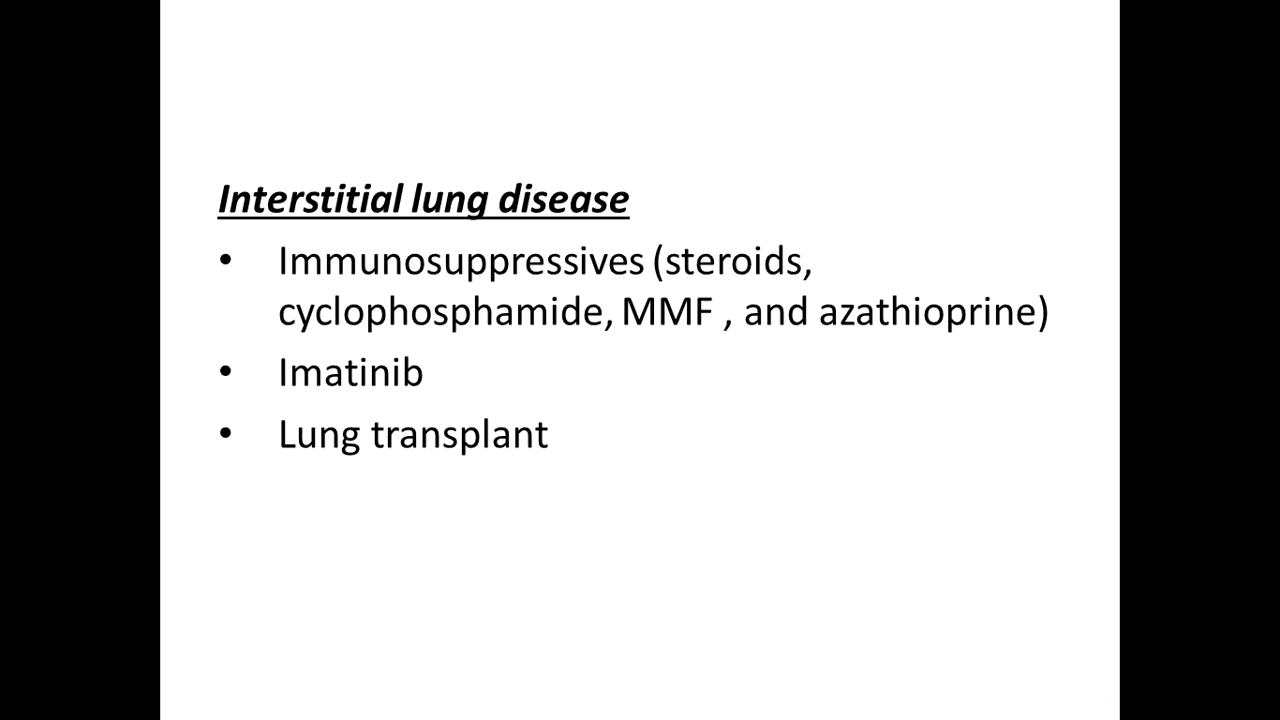 Interstitial lung disease
• Immunosuppressives (steroids,
cyclophosphamide, MMF , and azathioprine)
• Imatinib
• Lung transplant